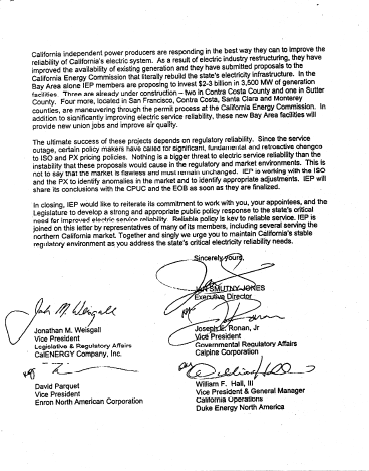 California independent power producers are responding in the best way they can to improve the
reliability of California's electric system. As a result of electric industry restructuring, they have
improved the availability of existing generation and they have submitted proposals to the
California Energy Commission that literally rebuild the state's electricity infrastructure. In the
Bay Area alone IEP members are proposing to invest $2-3 billion in 3,500 MW of generation
facilities. Three are already under construction – two in Contra Costa County and one in Sutter
County. Four more, located in San Francisco, Contra Costa, Santa Clara and Monterey
counties, are maneuvering through the permit process at the California Energy Commission. In
addition to significantly improving electric service reliability, these new Bay Area facilities will
provide new union jobs and improve air quality.
The ultimate success of these projects depends on regulatory reliability. Since the service
outage, certain policy makers have called for significant, fundamental and retroactive changes
to ISO and PX pricing policies. Nothing is a bigger threat to electric service reliability than the
instability that these proposals would cause in the regulatory and market environments. This is
not to say that the market is flawless and must remain unchanged. IEP is working with the ISO
and the PX to identify anomalies in the market and to identify appropriate adjustments. IEP will
share its conclusions with the CPUC and the EOB as soon as they are finalized.
In closing, IEP would like to reiterate its commitment to work with you, your appointees, and the
Legislature to develop a strong and appropriate public policy response to the state's critical
need for improved electric service reliability. Reliable policy is key to reliable service. IEP is
joined on this letter by representatives of many of its members, including several serving the
northern California market. Together and singly we urge you to maintain California's stable
regulatory environment as you address the state's critical electricity reliability needs.
Sincerely yours,
JAN SMUTNY-JONES
Executive Director
Jonathan M. Weisgall
Vice President
Legislative & Regulatory Affairs
CalENERGY Company, Inc.
Joseph E. Ronan, Jr
Vice President
Governmental Regulatory Affairs
Calpine Corporation
David Parquet
Vice President
Enron North American Corporation
William F. Hall, III
Vice President & General Manager
California Operations
Duke Energy North America